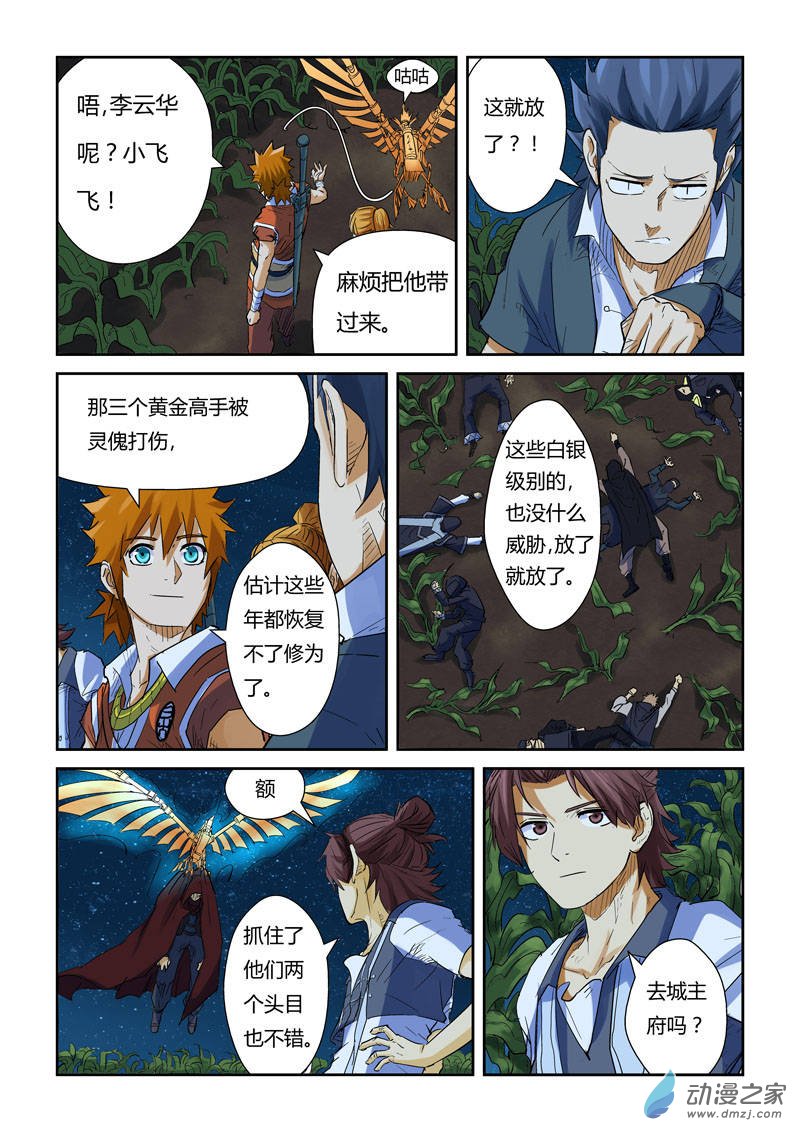 唔，李云华
呢？小飞
飞！
咕咕
麻烦把他带
过来。
这就放
了？！
那三个黄金高手被
灵傀打伤，
估计这些
年都恢复
不了修为
了。
这些白银
级别的，
也没什么
威胁，放了
就放了。
额
抓住了
他们两
个头目
也不错。
去城主
府吗？
动漫之家
www.dmzj.com